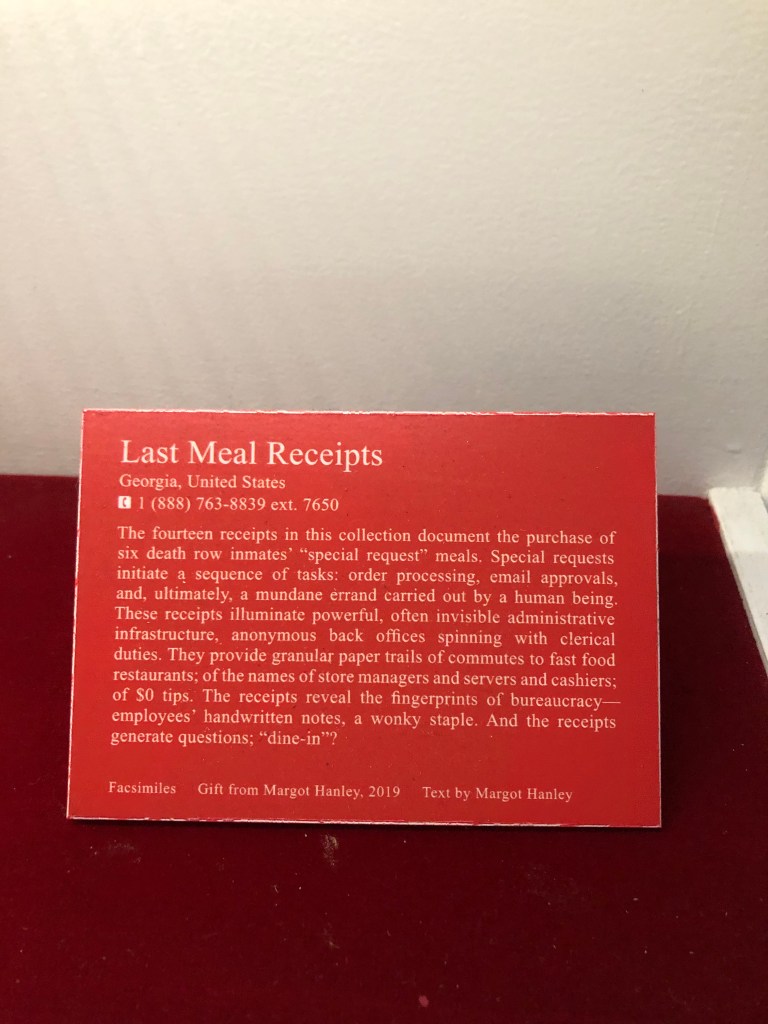 Last Meal Receipts
Georgia, United States
1 (888) 763-8839 ext. 7650
The fourteen receipts in this collection document the purchase of
six death row inmates’ “special request” meals. Special requests
initiate a sequence of tasks: order processing, email approvals,
and, ultimately, a mundane errand carried out by a human being.
These receipts illuminate powerful, often invisible administrative
infrastructure, anonymous back offices spinning with clerical
duties. They provide granular paper trails of commutes to fast food
restaurants; of the names of store managers and servers and cashiers;
of $0 tips. The receipts reveal the fingerprints of bureaucracy—
employees’ handwritten notes, a wonky staple. And the receipts
generate questions; “dine-in”?
Facsimiles Gift from Margot Hanley, 2019 Text by Margot Hanley